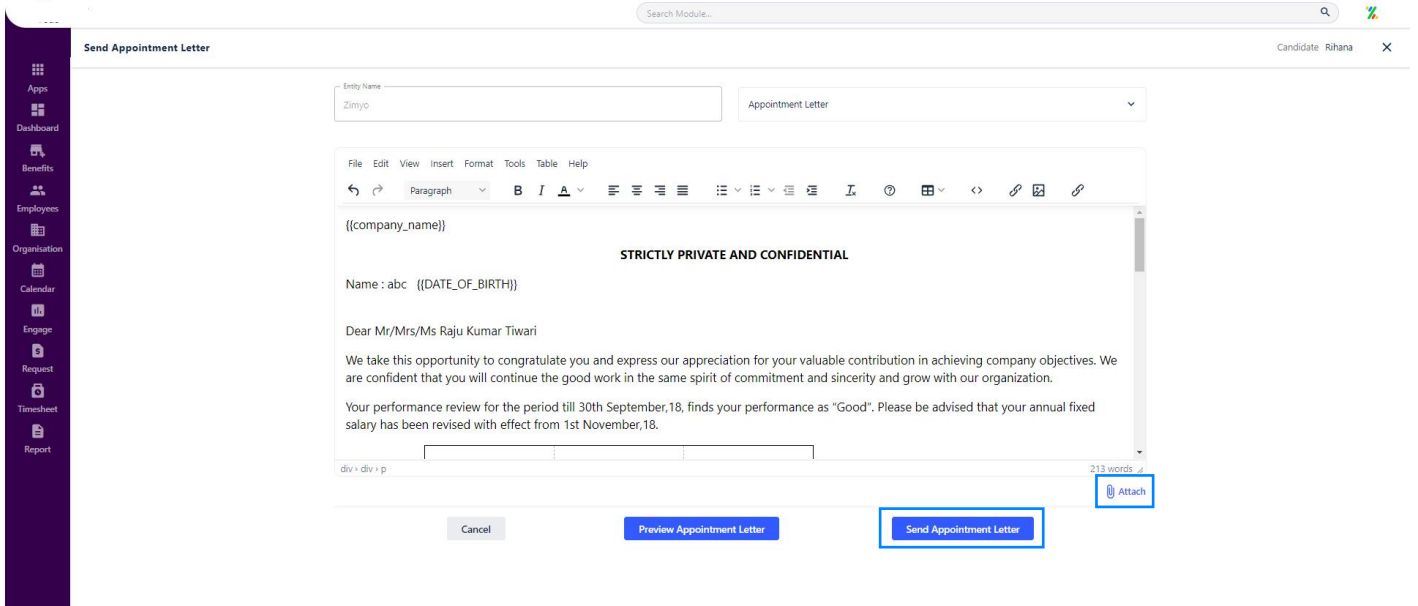 Search Module...
Send Appointment Letter
Candidate Rihana
Apps
Dashboard
Benefits
Employees
Organisation
Calendar
Engage
Request
Timesheet
Report
Entity Name
Zimyo
Appointment Letter
File Edit View Insert Format Tools Table Help
Paragraph
{{company_name}}
STRICTLY PRIVATE AND CONFIDENTIAL
Name : abc {{DATE_OF_BIRTH}}
Dear Mr/Mrs/Ms Raju Kumar Tiwari
We take this opportunity to congratulate you and express our appreciation for your valuable contribution in achieving company objectives. We
are confident that you will continue the good work in the same spirit of commitment and sincerity and grow with our organization.
Your performance review for the period till 30th September,18, finds your performance as “Good”. Please be advised that your annual fixed
salary has been revised with effect from 1st November,18.
div › div › p
213 words
Attach
Cancel
Preview Appointment Letter
Send Appointment Letter